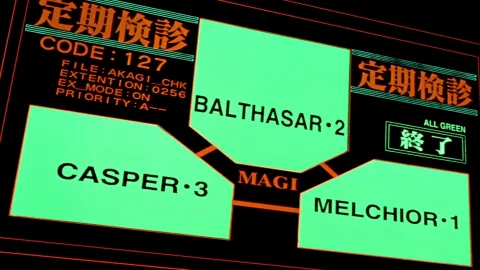 定期検診
CODE:127
FILE:AKAGI_CHK
EXTENTION:0256
EX_MODE:ON
PRIORITY:A--
BALTHASAR・2
定期検診
ALL GREEN
終了
CASPER・3
MAGI
MELCHIOR・1